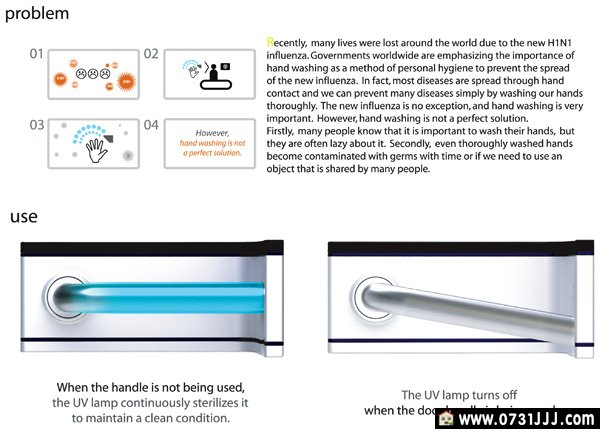 problem
01
02
Recently, many lives were lost around the world due to the new H1N1
influenza. Governments worldwide are emphasizing the importance of
hand washing as a method of personal hygiene to prevent the spread
of the new influenza. In fact, most diseases are spread through hand
contact and we can prevent many diseases simply by washing our hands
thoroughly. The new influenza is no exception, and hand washing is very
important. However, hand washing is not a perfect solution.
Firstly, many people know that it is important to wash their hands, but
they are often lazy about it. Secondly, even thoroughly washed hands
become contaminated with germs with time or if we need to use an
object that is shared by many people.
03
04
However,
hand washing is not
a perfect solution.
use
When the handle is not being used,
the UV lamp continuously sterilizes it
to maintain a clean condition.
The UV lamp turns off
when the
www.0731JJJ.com